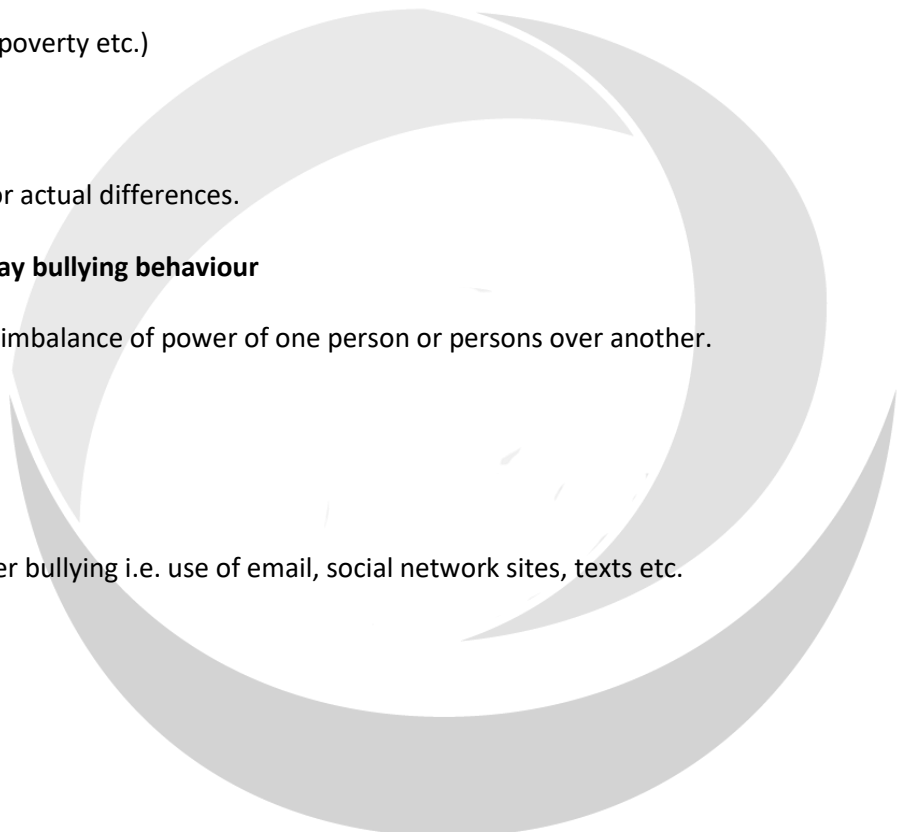 poverty etc.)
or actual differences.
ay bullying behaviour
imbalance of power of one person or persons over another.
er bullying i.e. use of email, social network sites, texts etc.